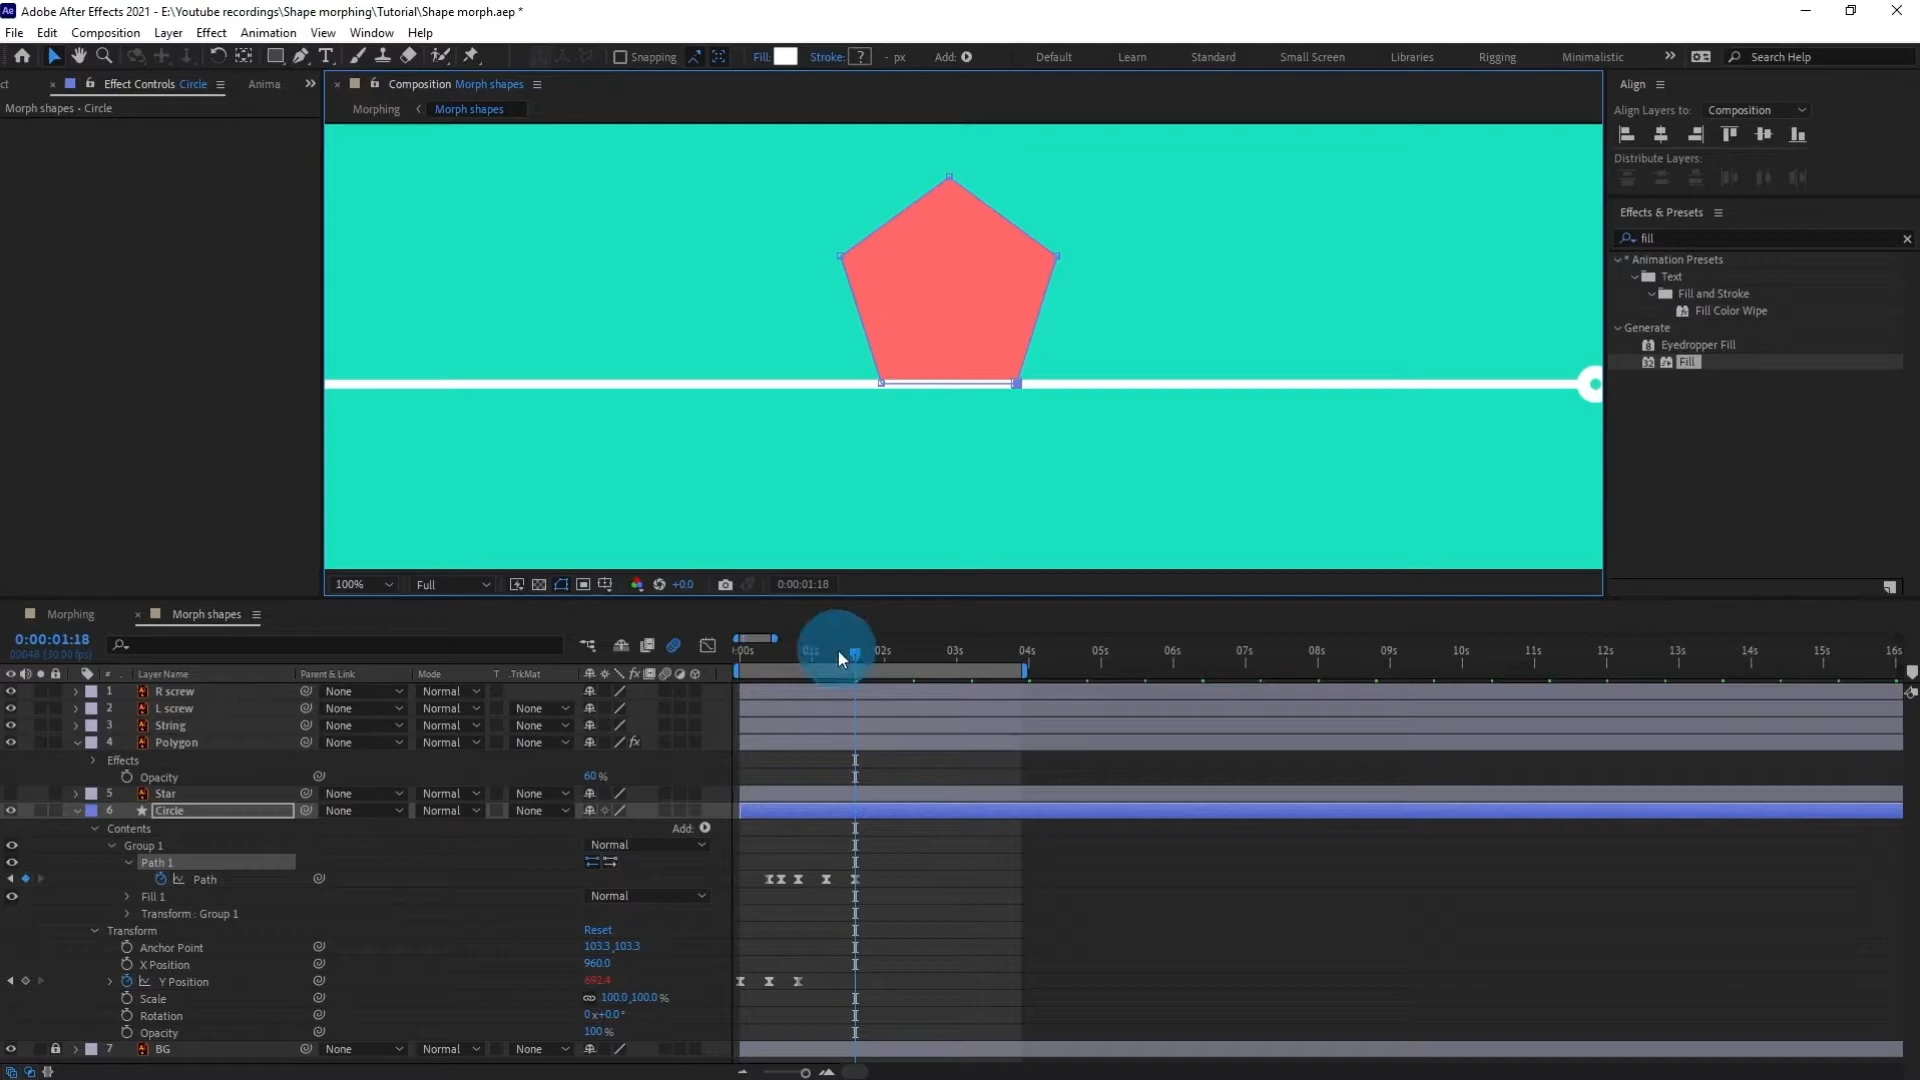 Ae Adobe After Effects 2021 - E:\Youtube recordings\Shape morphing\Tutorial\Shape morph.aep *
File Edit Composition Layer Effect Animation View Window Help
Snapping Fill: Stroke: ? - px Add: Default Learn Standard Small Screen Libraries Rigging Minimalistic Search Help
ct Effect Controls Circle Anima
Morph shapes • Circle
Composition Morph shapes
Morphing Morph shapes
Align
Align Layers to: Composition
Distribute Layers:
Effects & Presets
fill
* Animation Presets
Text
Fill and Stroke
Fill Color Wipe
Generate
Eyedropper Fill
Fill
100% Full +0.0 0:00:01:18
Morphing Morph shapes
0:00:01:18
00048 (30.00 fps)
:00s 01s 02s 03s 04s 05s 06s 07s 08s 09s 10s 11s 12s 13s 14s 15s 16s
# Layer Name Parent & Link Mode T .TrkMat
1 R screw None Normal
2 L screw None Normal None
3 String None Normal None
4 Polygon None Normal None
Effects
Opacity 60 %
5 Star None Normal None
6 Circle None Normal None
Contents Add:
Group 1 Normal
Path 1
Path
Fill 1 Normal
Transform : Group 1
Transform Reset
Anchor Point 103.3 ,103.3
X Position 960.0
Y Position 692.4
Scale 100.0 ,100.0 %
Rotation 0 x+0.0 °
Opacity 100 %
7 BG None Normal None